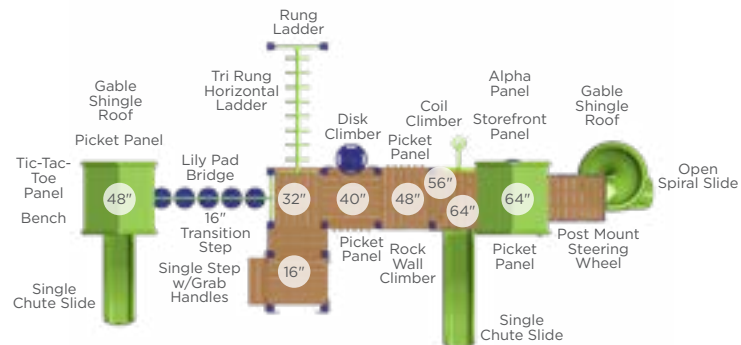 Rung
Ladder
Tri Rung
Horizontal
Ladder
Gable
Shingle
Roof
Picket Panel
Tic-Tac-
Toe
Panel
Bench
48"
Lily Pad
Bridge
16"
Transition
Step
Single Step
w/Grab
Handles
Single
Chute Slide
32"
16"
Disk
Climber
40"
Picket
Panel
Picket
Panel
48"
Rock
Wall
Climber
Coil
Climber
56"
64"
Alpha
Panel
Storefront
Panel
64"
Picket
Panel
Single
Chute Slide
Gable
Shingle
Roof
Open
Spiral Slide
Post Mount
Steering
Wheel